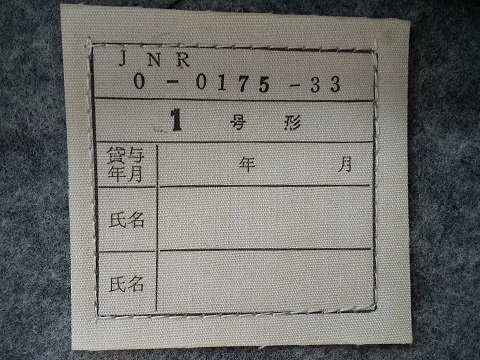 JNR
0-0175-33
1 号 形
貸与年月 年 月
氏名
氏名